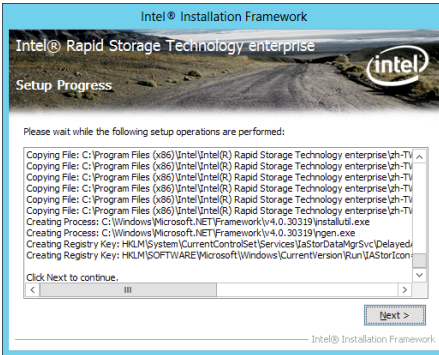 Intel® Installation Framework
Intel® Rapid Storage Technology enterprise
intel
Setup Progress
Please wait while the following setup operations are performed:
Copying File: C:\Program Files (x86)\Intel\Intel(R) Rapid Storage Technology enterprise\zh-TW
Copying File: C:\Program Files (x86)\Intel\Intel(R) Rapid Storage Technology enterprise\zh-TW
Copying File: C:\Program Files (x86)\Intel\Intel(R) Rapid Storage Technology enterprise\zh-TW
Copying File: C:\Program Files (x86)\Intel\Intel(R) Rapid Storage Technology enterprise\zh-TW
Copying File: C:\Program Files (x86)\Intel\Intel(R) Rapid Storage Technology enterprise\zh-TW
Copying File: C:\Program Files (x86)\Intel\Intel(R) Rapid Storage Technology enterprise\zh-TW
Creating Process: C:\Windows\Microsoft.NET\Framework\v4.0.30319\installutil.exe
Creating Process: C:\Windows\Microsoft.NET\Framework\v4.0.30319\ngen.exe
Creating Registry Key: HKLM\System\CurrentControlSet\Services\IaStorDataMgrSvc\DelayedA
Creating Registry Key: HKLM\SOFTWARE\Microsoft\Windows\CurrentVersion\Run\IAStorIcon=
Click Next to continue.
Next >
Intel® Installation Framework